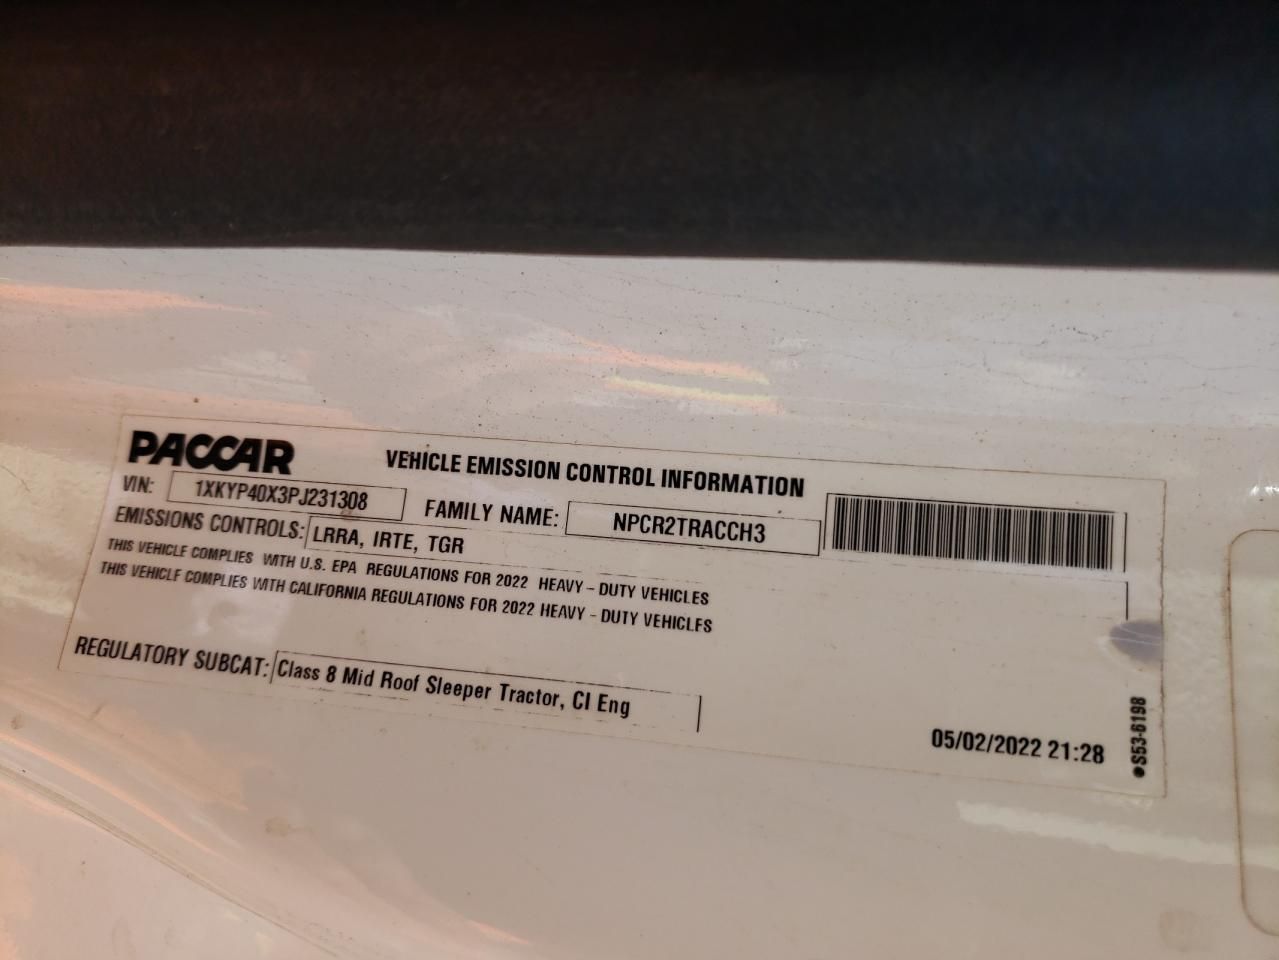 PACCAR
VEHICLE EMISSION CONTROL INFORMATION
VIN: 1XKYP40X3PJ231308 FAMILY NAME: NPCR2TRACCH3
EMISSIONS CONTROLS: LRRA, IRTE, TGR
THIS VEHICLE COMPLIES WITH U.S. EPA REGULATIONS FOR 2022 HEAVY - DUTY VEHICLES
THIS VEHICLE COMPLIES WITH CALIFORNIA REGULATIONS FOR 2022 HEAVY - DUTY VEHICLES
REGULATORY SUBCAT: Class 8 Mid Roof Sleeper Tractor, CI Eng
05/02/2022 21:28
●S53-6198